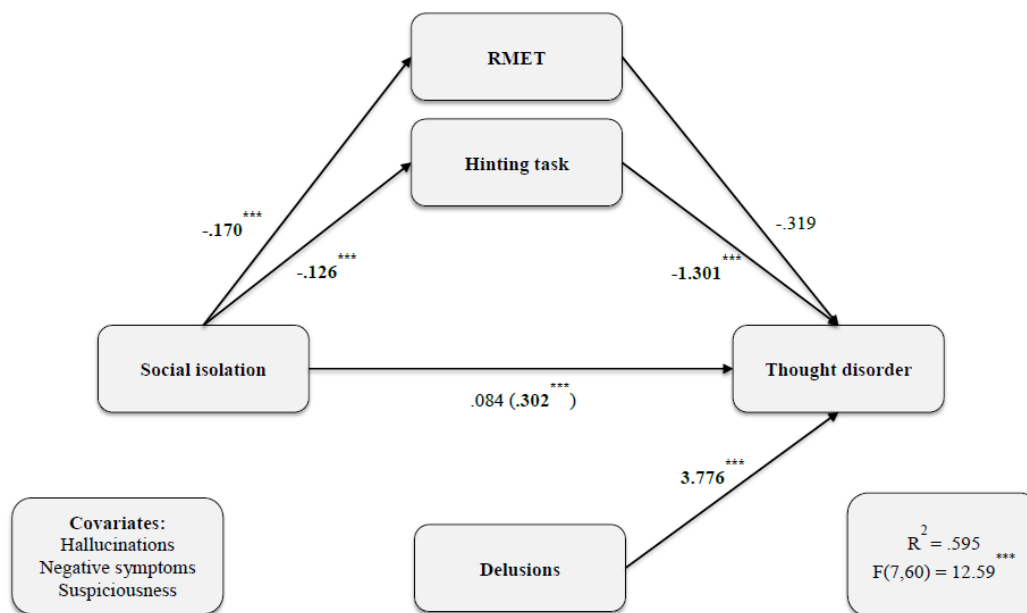 RMET
Hinting task
-.170***
-.126***
-.319
-1.301***
Social isolation
Thought disorder
.084 (.302***)
3.776***
Covariates:
Hallucinations
Negative symptoms
Suspiciousness
Delusions
R² = .595
F(7,60) = 12.59***